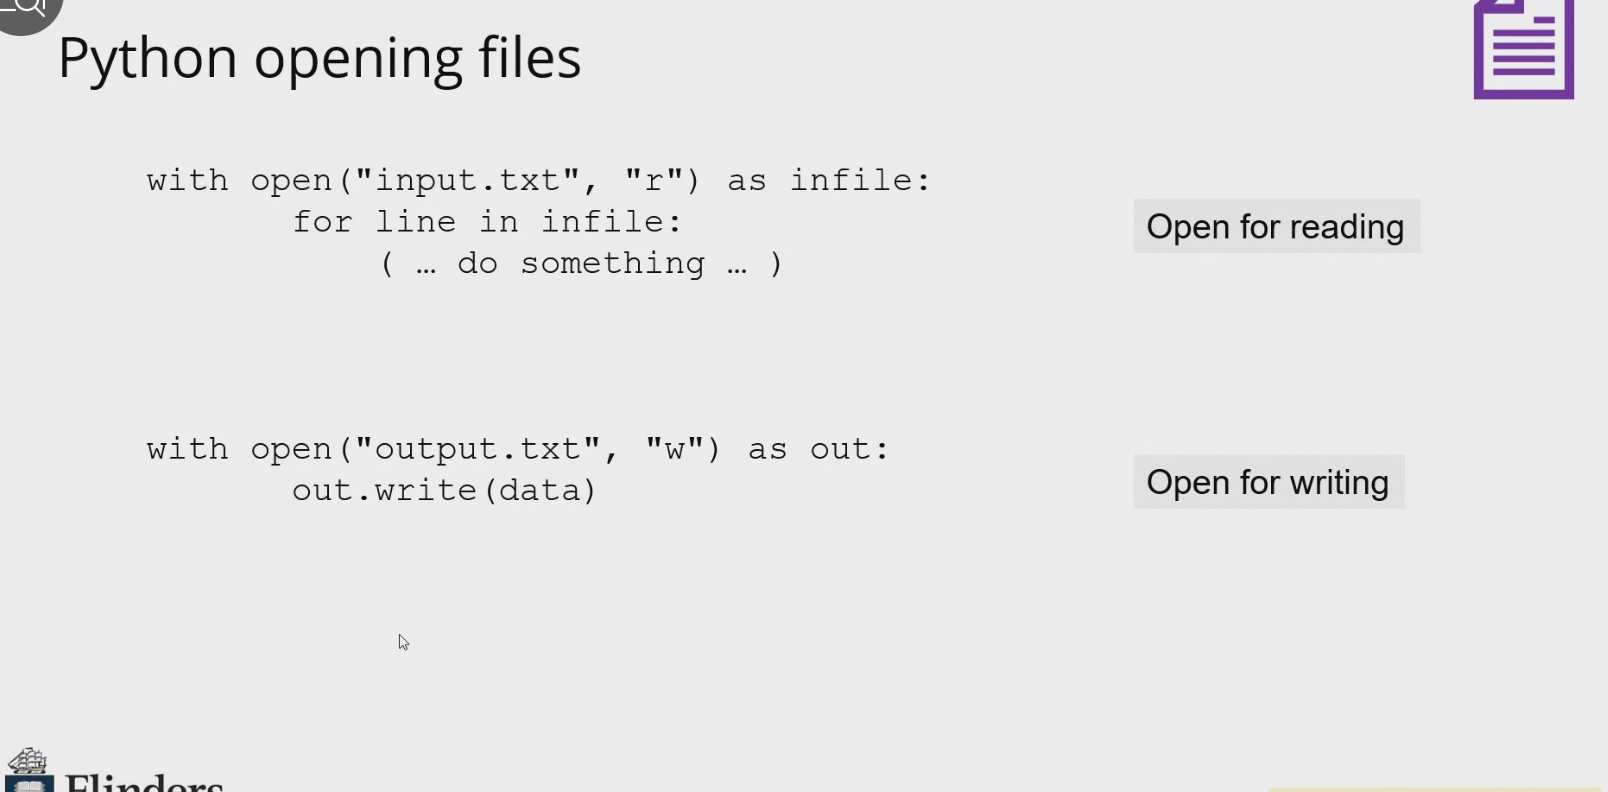 Python opening files
with open("input.txt", "r") as infile:
for line in infile:
( … do something … )
Open for reading
with open("output.txt", "w") as out:
out.write(data)
Open for writing
Flinders